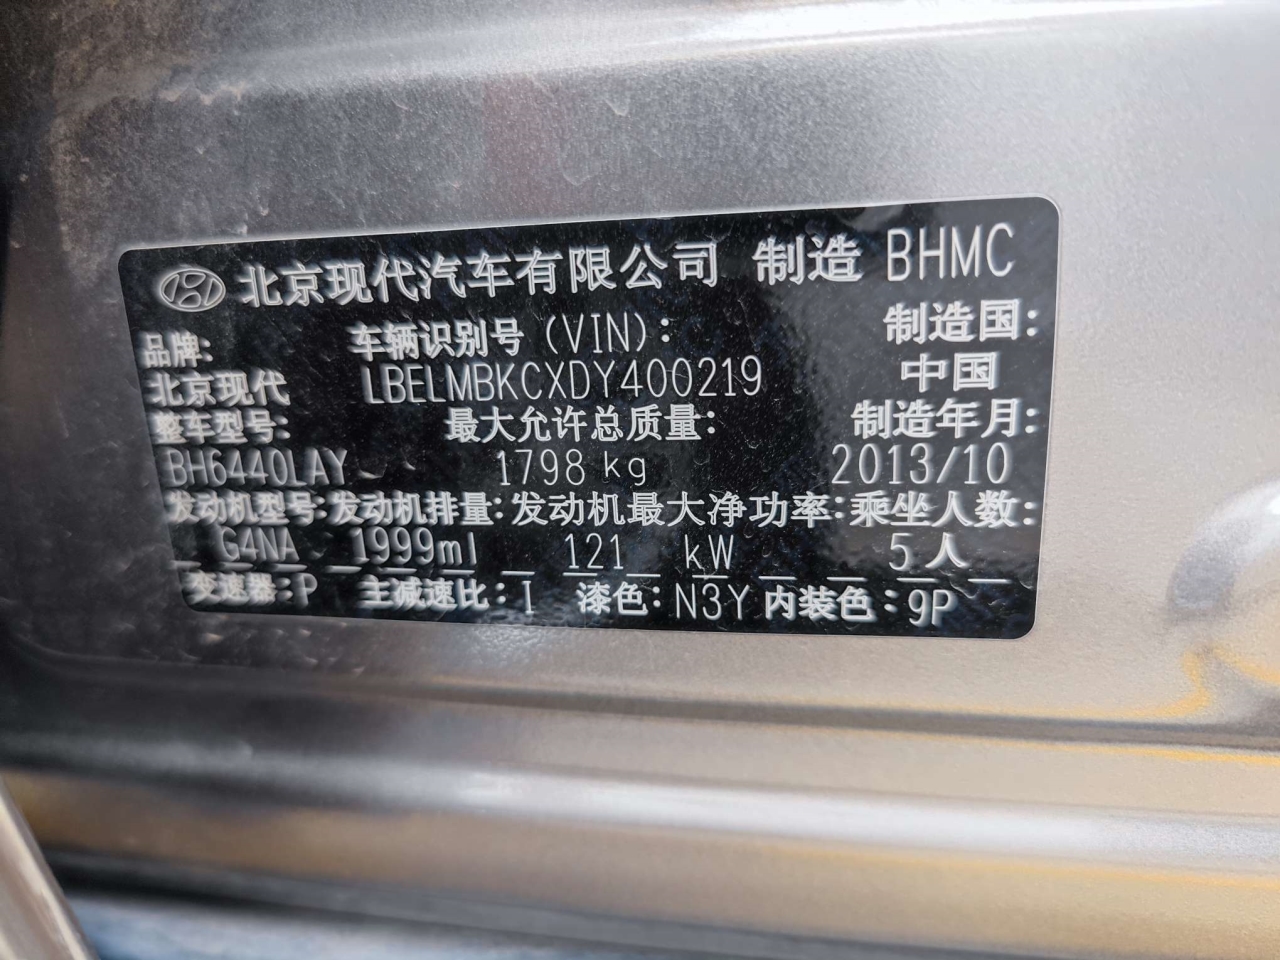 北京现代汽车有限公司 制造 BHMC
品牌: 车辆识别号 (VIN): 制造国:
北京现代 LBELMBKCXDY400219 中国
整车型号: 最大允许总质量: 制造年月:
BH6440LAY 1798 kg 2013/10
发动机型号: 发动机排量: 发动机最大净功率: 乘坐人数:
G4NA 1999ml 121 kW 5 人
变速器: P 主减速比: I 漆色: N3Y 内装色: 9P